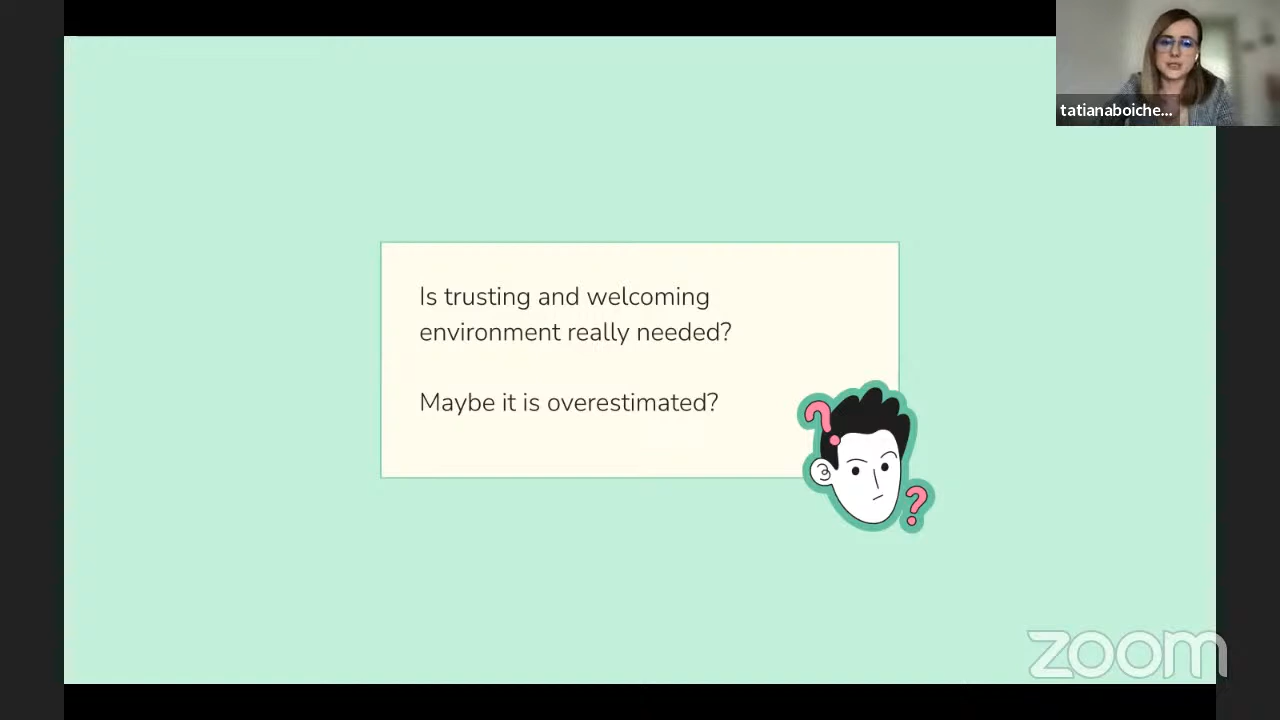 tatianaboiche...
Is trusting and welcoming
environment really needed?
Maybe it is overestimated?
zoom